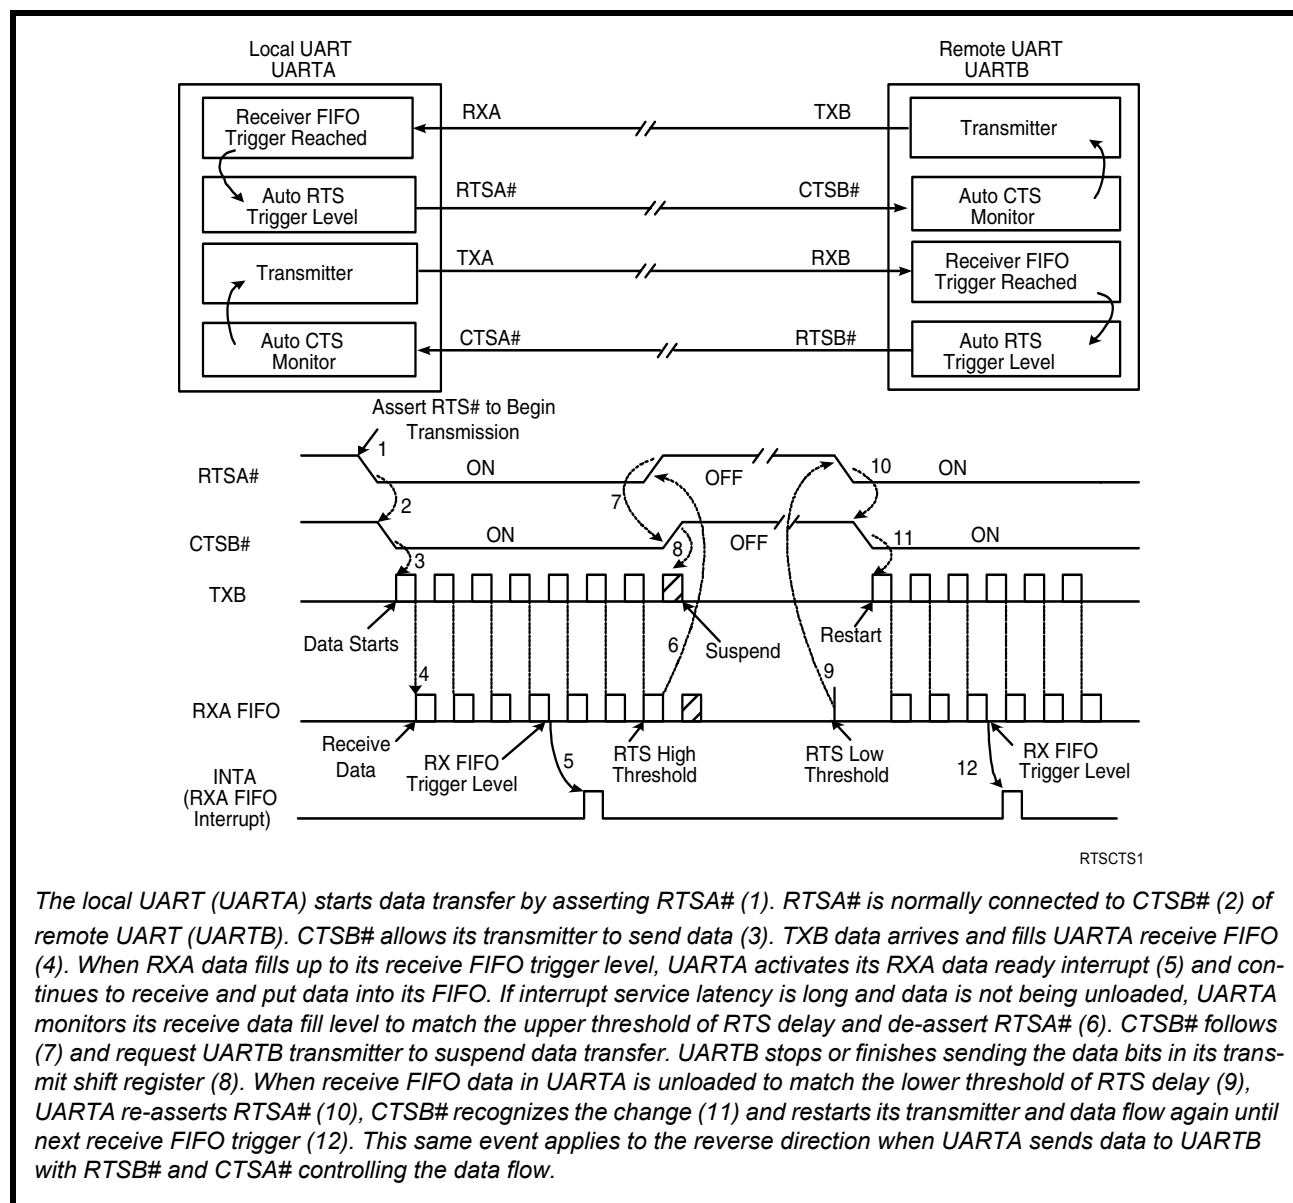 Local UART
UARTA
Remote UART
UARTB
Receiver FIFO
Trigger Reached
RXA
TXB
Transmitter
Auto RTS
Trigger Level
RTSA#
CTSB#
Auto CTS
Monitor
Transmitter
TXA
RXB
Receiver FIFO
Trigger Reached
Auto CTS
Monitor
CTSA#
RTSB#
Auto RTS
Trigger Level
Assert RTS# to Begin
Transmission
1
RTSA#
ON
OFF
10
ON
2
7
CTSB#
ON
8
OFF
11
ON
3
TXB
Data Starts
6
Suspend
Restart
4
9
RXA FIFO
Receive
Data
RX FIFO
Trigger Level
5
RTS High
Threshold
RTS Low
Threshold
12
RX FIFO
Trigger Level
INTA
(RXA FIFO
Interrupt)
RTSCTS1
The local UART (UARTA) starts data transfer by asserting RTSA# (1). RTSA# is normally connected to CTSB# (2) of
remote UART (UARTB). CTSB# allows its transmitter to send data (3). TXB data arrives and fills UARTA receive FIFO
(4). When RXA data fills up to its receive FIFO trigger level, UARTA activates its RXA data ready interrupt (5) and con-
tinues to receive and put data into its FIFO. If interrupt service latency is long and data is not being unloaded, UARTA
monitors its receive data fill level to match the upper threshold of RTS delay and de-assert RTSA# (6). CTSB# follows
(7) and request UARTB transmitter to suspend data transfer. UARTB stops or finishes sending the data bits in its trans-
mit shift register (8). When receive FIFO data in UARTA is unloaded to match the lower threshold of RTS delay (9),
UARTA re-asserts RTSA# (10), CTSB# recognizes the change (11) and restarts its transmitter and data flow again until
next receive FIFO trigger (12). This same event applies to the reverse direction when UARTA sends data to UARTB
with RTSB# and CTSA# controlling the data flow.